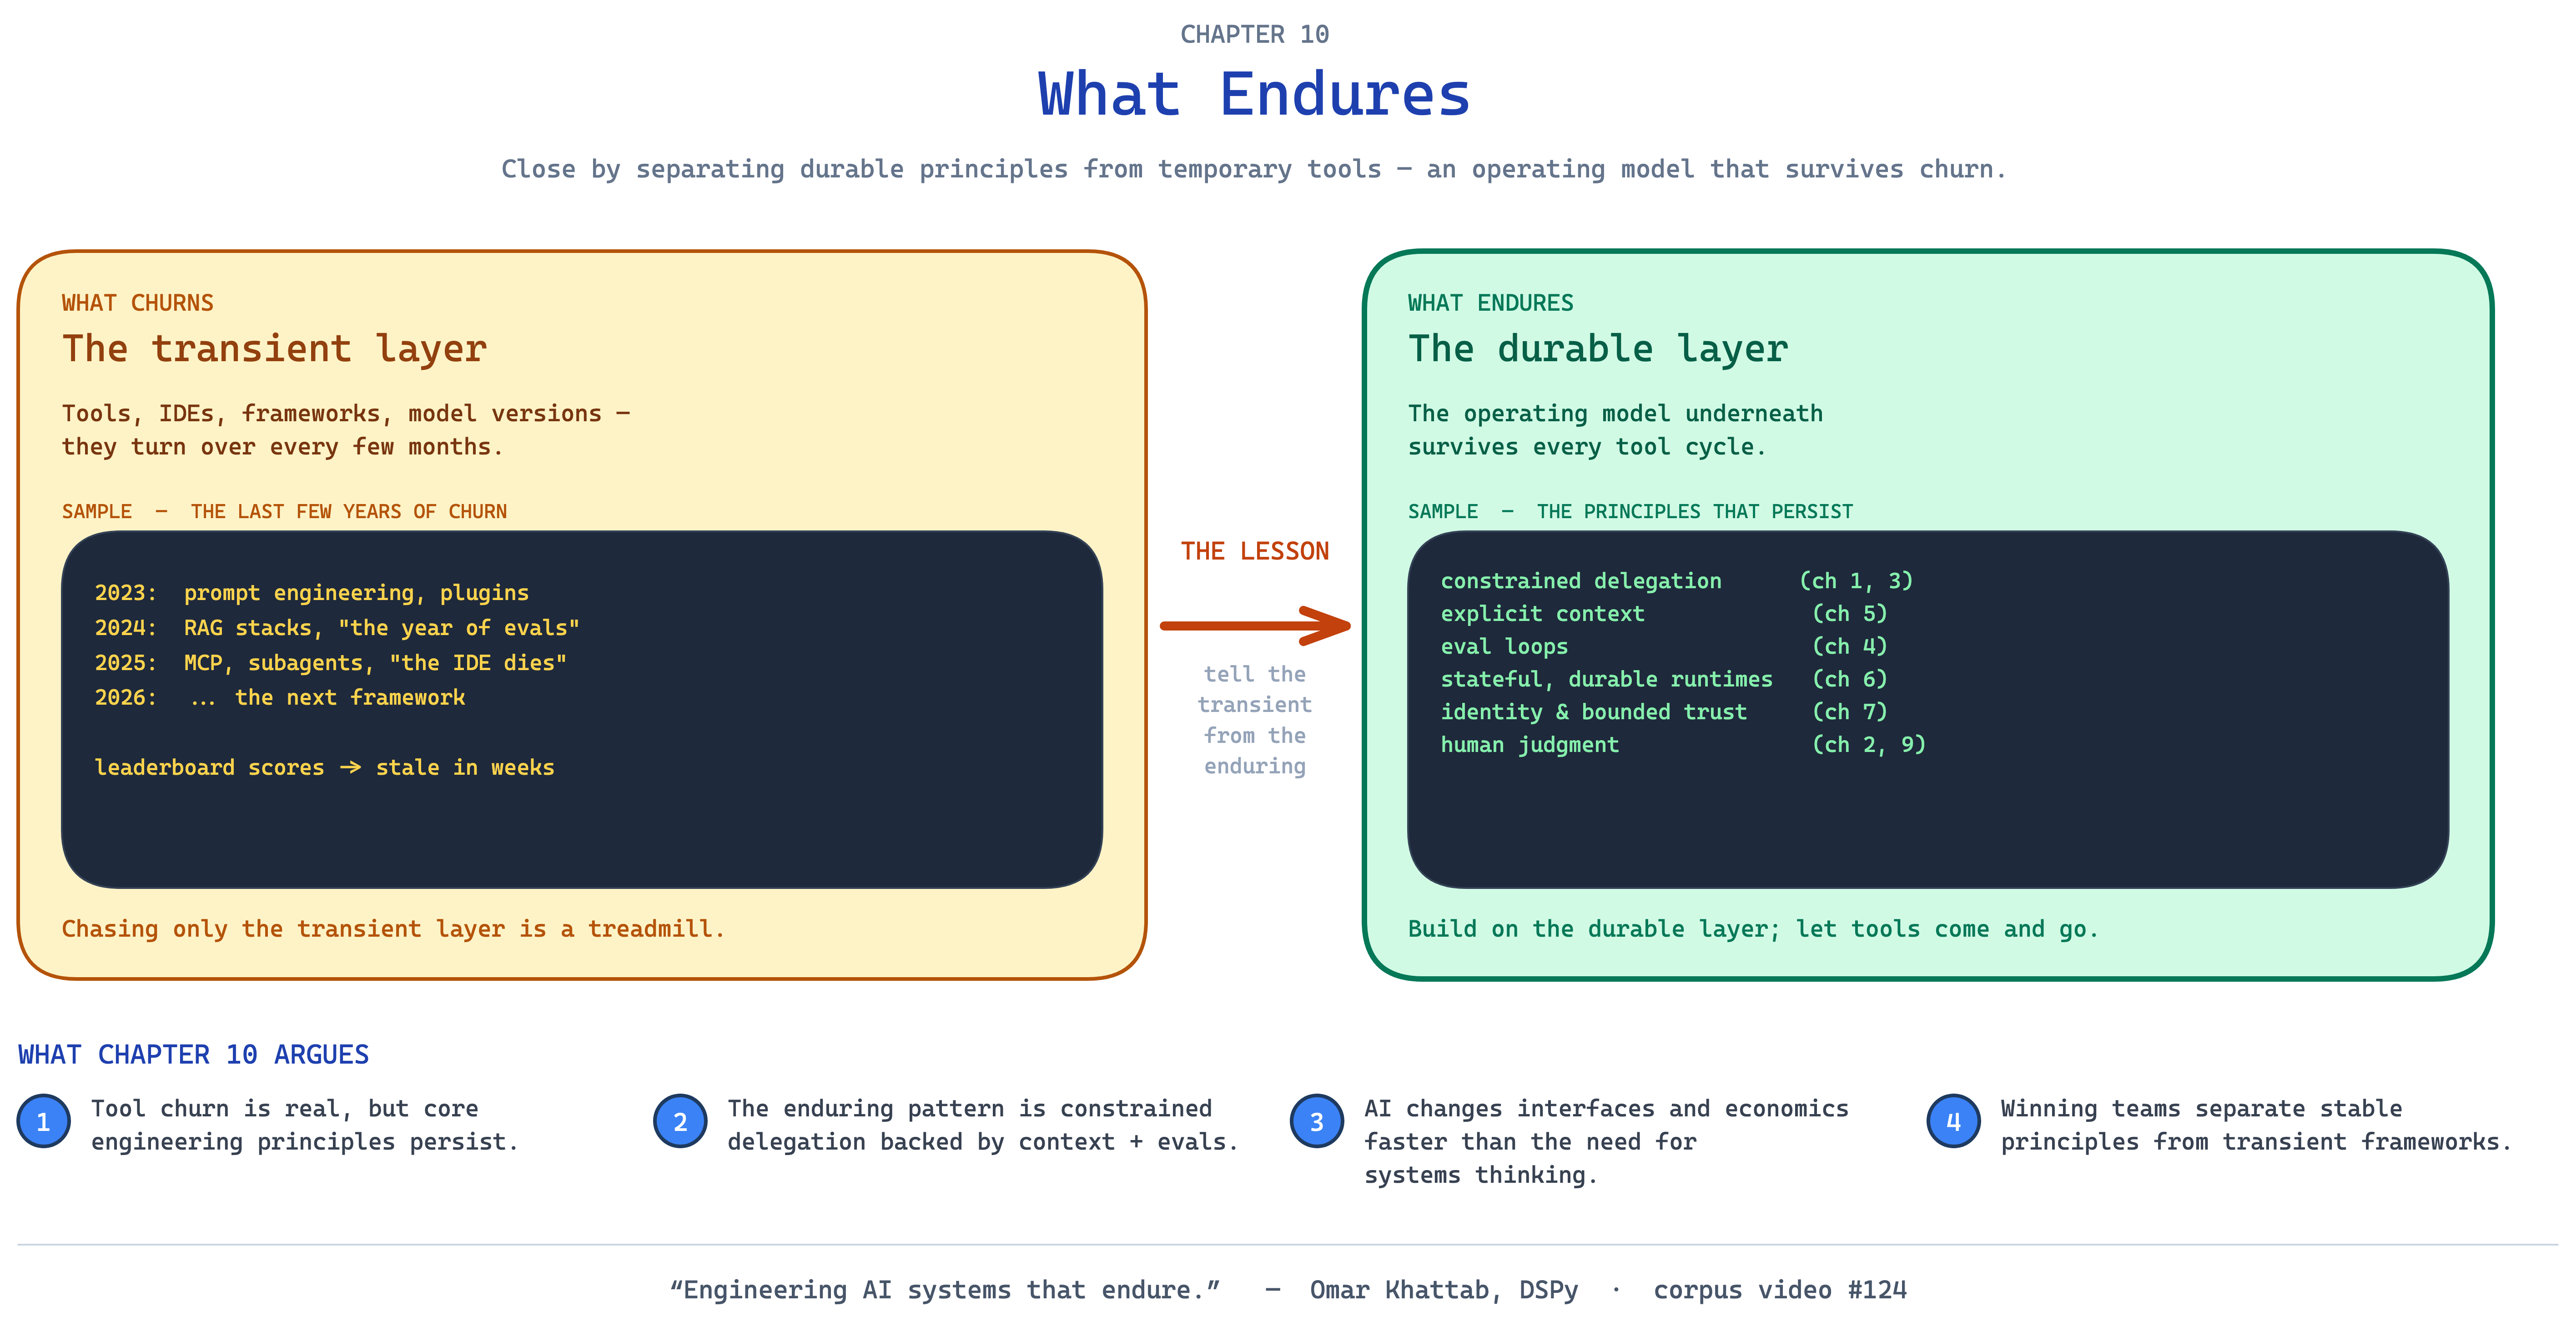 CHAPTER 10
What Endures
Close by separating durable principles from temporary tools — an operating model that survives churn.
WHAT CHURNS
The transient layer
Tools, IDEs, frameworks, model versions —
they turn over every few months.
SAMPLE — THE LAST FEW YEARS OF CHURN
2023: prompt engineering, plugins
2024: RAG stacks, "the year of evals"
2025: MCP, subagents, "the IDE dies"
2026: ... the next framework
leaderboard scores → stale in weeks
Chasing only the transient layer is a treadmill.
THE LESSON
tell the
transient
from the
enduring
WHAT ENDURES
The durable layer
The operating model underneath
survives every tool cycle.
SAMPLE — THE PRINCIPLES THAT PERSIST
constrained delegation (ch 1, 3)
explicit context (ch 5)
eval loops (ch 4)
stateful, durable runtimes (ch 6)
identity & bounded trust (ch 7)
human judgment (ch 2, 9)
Build on the durable layer; let tools come and go.
WHAT CHAPTER 10 ARGUES
1
Tool churn is real, but core
engineering principles persist.
2
The enduring pattern is constrained
delegation backed by context + evals.
3
AI changes interfaces and economics
faster than the need for
systems thinking.
4
Winning teams separate stable
principles from transient frameworks.
“Engineering AI systems that endure.” — Omar Khattab, DSPy · corpus video #124